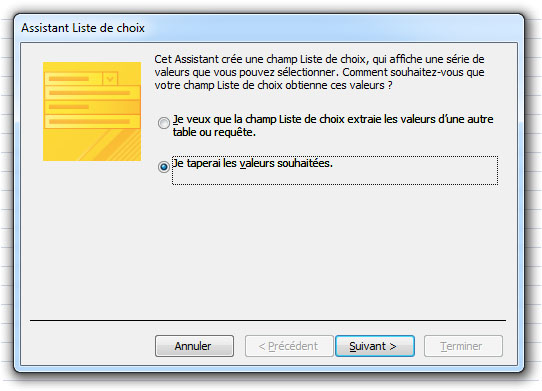 Assistant Liste de choix
Cet Assistant crée une champ Liste de choix, qui affiche une série de
valeurs que vous pouvez sélectionner. Comment souhaitez-vous que
votre champ Liste de choix obtienne ces valeurs ?
Je veux que la champ Liste de choix extraie les valeurs d'une autre
table ou requête.
Je taperai les valeurs souhaitées.
Annuler
< Précédent
Suivant >
Terminer